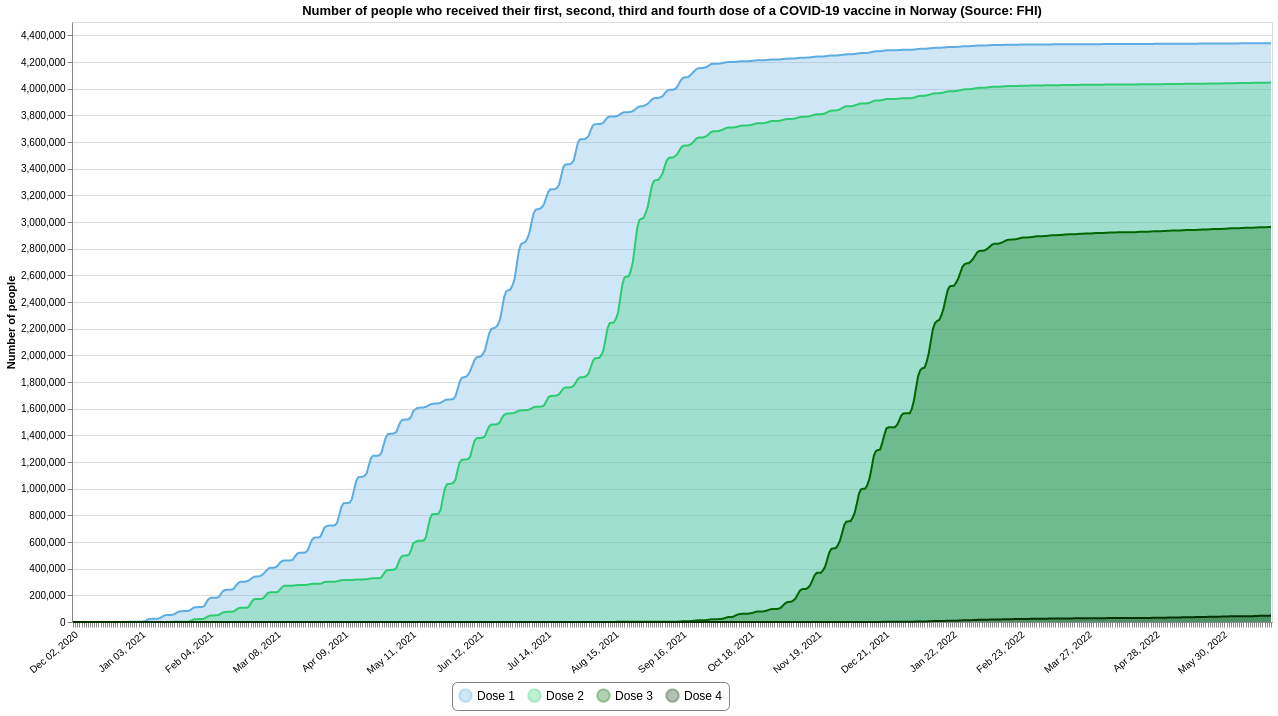 Number of people who received their first, second, third and fourth dose of a COVID-19 vaccine in Norway (Source: FHI)
Number of people
4,400,000
4,200,000
4,000,000
3,800,000
3,600,000
3,400,000
3,200,000
3,000,000
2,800,000
2,600,000
2,400,000
2,200,000
2,000,000
1,800,000
1,600,000
1,400,000
1,200,000
1,000,000
800,000
600,000
400,000
200,000
0
Dec 02, 2020
Jan 03, 2021
Feb 04, 2021
Mar 08, 2021
Apr 09, 2021
May 11, 2021
Jun 12, 2021
Jul 14, 2021
Aug 15, 2021
Sep 16, 2021
Oct 18, 2021
Nov 19, 2021
Dec 21, 2021
Jan 22, 2022
Feb 23, 2022
Mar 27, 2022
Apr 28, 2022
May 30, 2022
Dose 1 Dose 2 Dose 3 Dose 4